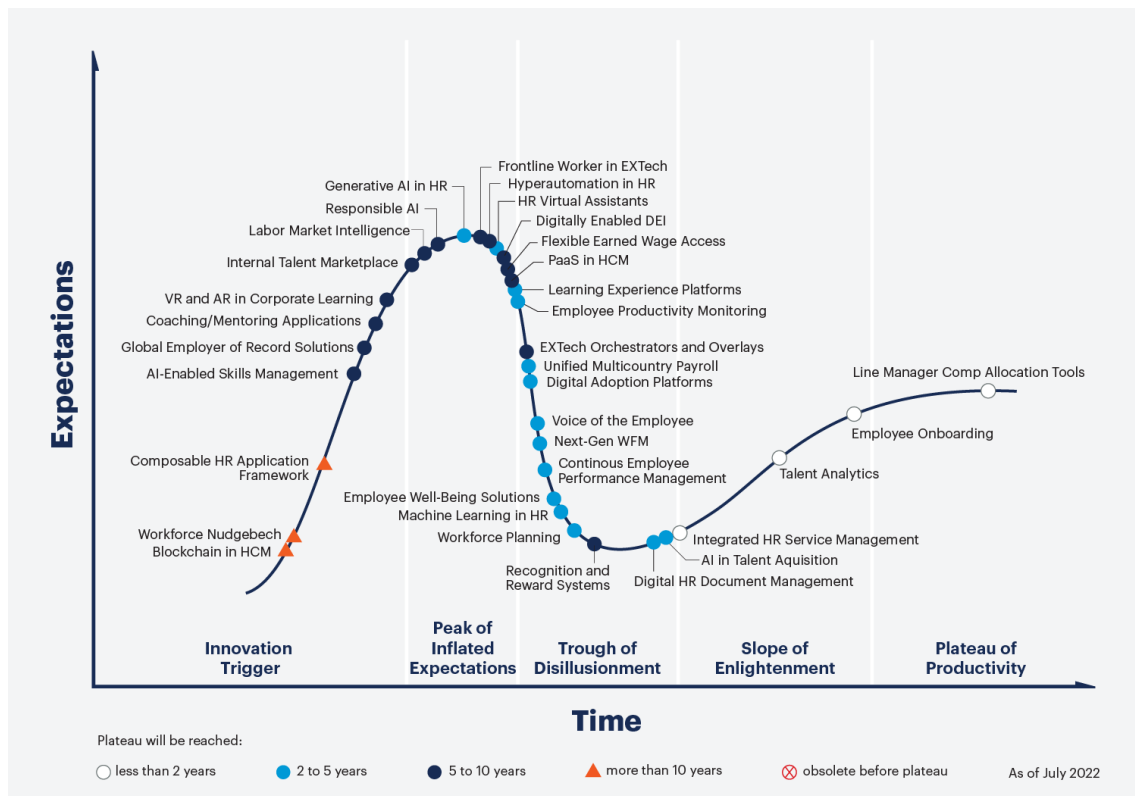 Expectations
Frontline Worker in EXTech
Generative AI in HR
Hyperautomation in HR
HR Virtual Assistants
Responsible AI
Digitally Enabled DEI
Labor Market Intelligence
Flexible Earned Wage Access
Internal Talent Marketplace
PaaS in HCM
Learning Experience Platforms
VR and AR in Corporate Learning
Employee Productivity Monitoring
Coaching/Mentoring Applications
Global Employer of Record Solutions
EXTech Orchestrators and Overlays
Unified Multicountry Payroll
AI-Enabled Skills Management
Digital Adoption Platforms
Line Manager Comp Allocation Tools
Voice of the Employee
Employee Onboarding
Next-Gen WFM
Composable HR Application
Framework
Continous Employee
Performance Management
Talent Analytics
Employee Well-Being Solutions
Machine Learning in HR
Workforce Nudgebech
Workforce Planning
Integrated HR Service Management
Blockchain in HCM
AI in Talent Aquisition
Recognition and
Reward Systems
Digital HR Document Management
Innovation
Trigger
Peak of
Inflated
Expectations
Trough of
Disillusionment
Slope of
Enlightenment
Plateau of
Productivity
Time
Plateau will be reached:
less than 2 years
2 to 5 years
5 to 10 years
more than 10 years
obsolete before plateau
As of July 2022